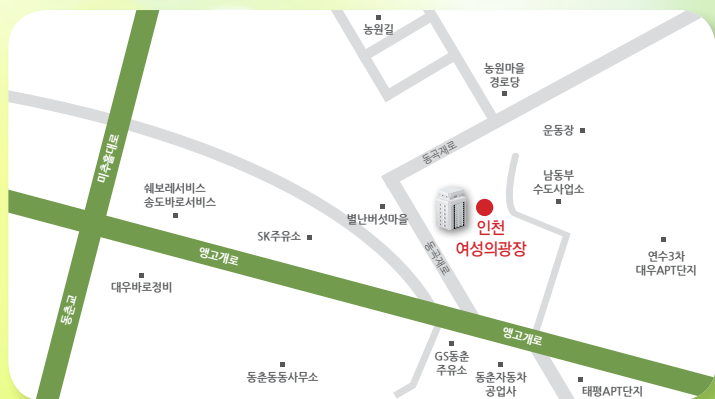 농원길
농원마을
경로당
운동장
동곡재로
미추홀대로
남동부
수도사업소
쉐보레서비스
송도바로서비스
별난버섯마을
인천
여성의광장
SK주유소
앵고개로
동곡재로
연수3차
대우APT단지
대우바로정비
동춘교
앵고개로
GS동춘
주유소
동춘동동사무소
동춘자동차
공업사
태평APT단지